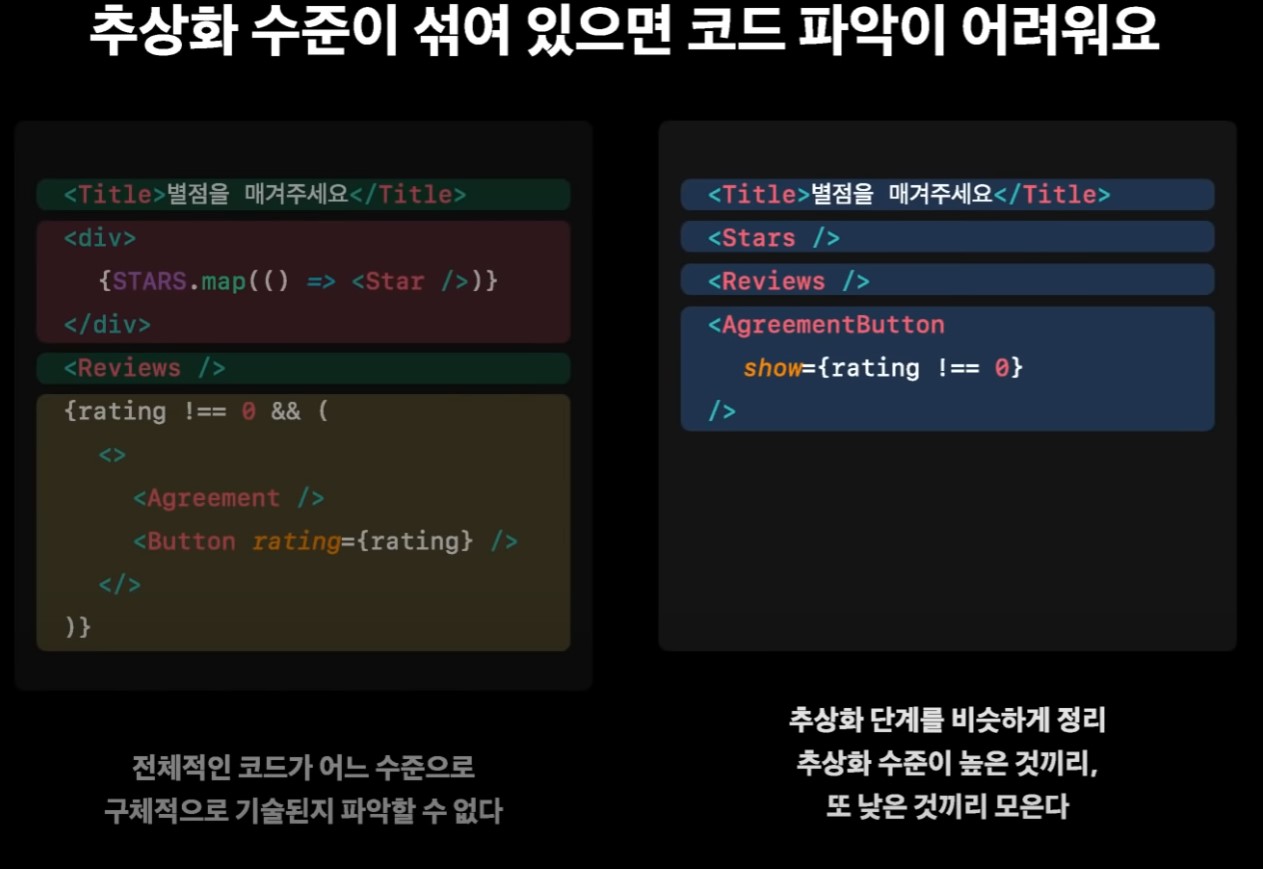 추상화 수준이 섞여 있으면 코드 파악이 어려워요
<Title>별점을 매겨주세요</Title>
<div>
{STARS.map(() => <Star />)}
</div>
<Reviews />
{rating !== 0 && (
<>
<Agreement />
<Button rating={rating} />
</>
)}
전체적인 코드가 어느 수준으로
구체적으로 기술된지 파악할 수 없다
<Title>별점을 매겨주세요</Title>
<Stars />
<Reviews />
<AgreementButton
show={rating !== 0}
/>
추상화 단계를 비슷하게 정리
추상화 수준이 높은 것끼리,
또 낮은 것끼리 모은다